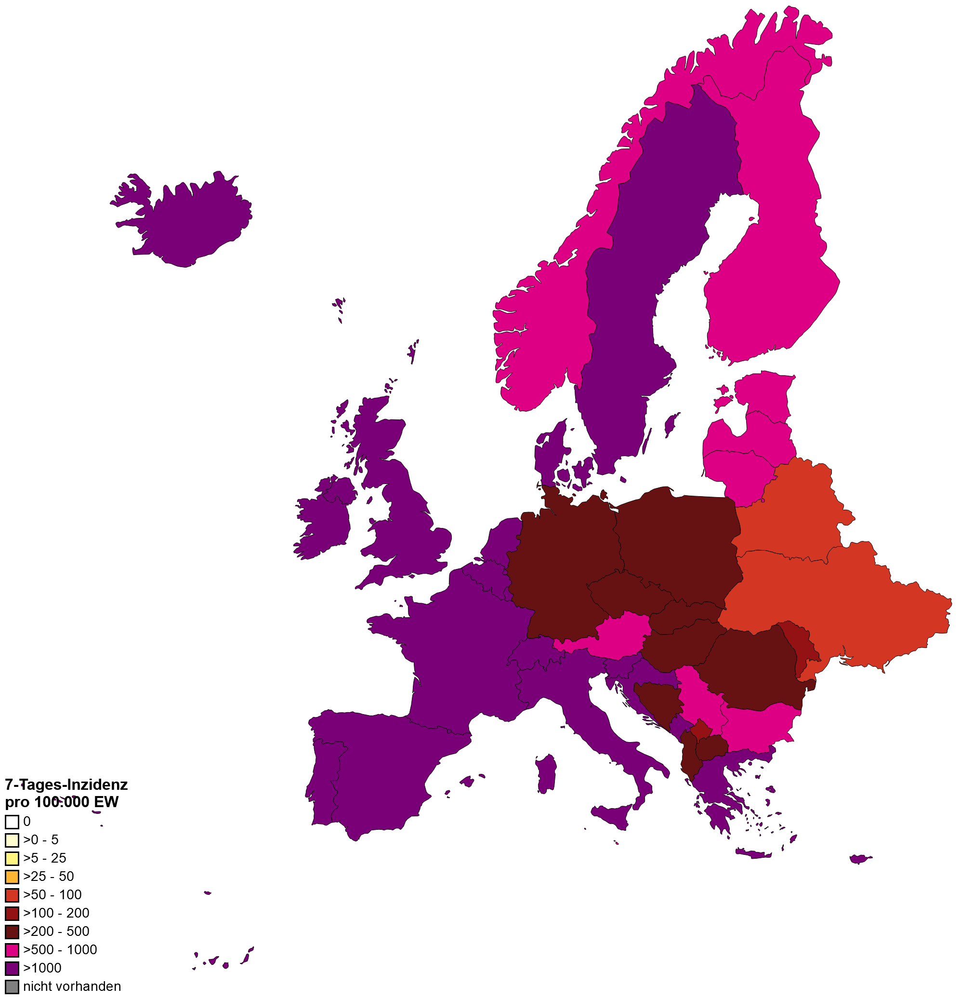 7-Tages-Inzidenz
pro 100.000 EW
0
>0 - 5
>5 - 25
>25 - 50
>50 - 100
>100 - 200
>200 - 500
>500 - 1000
>1000
nicht vorhanden